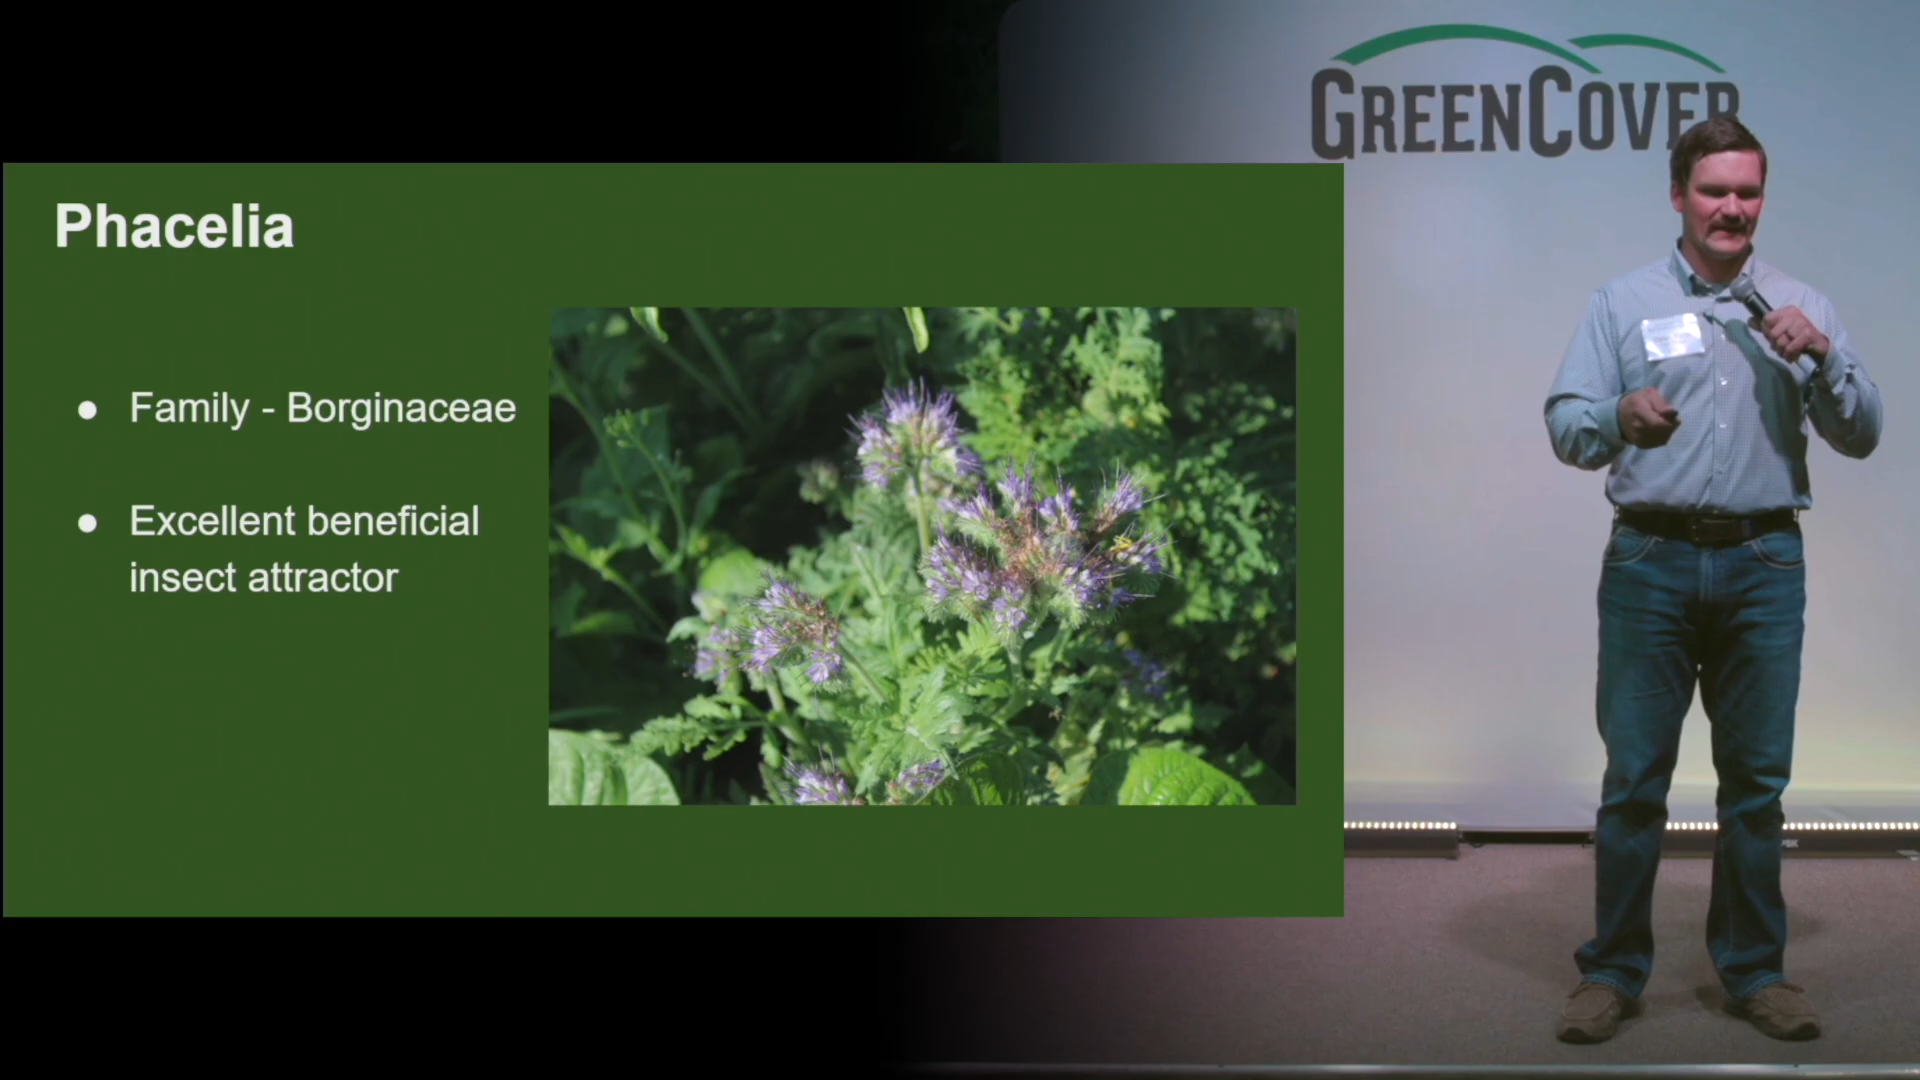 GREENCOVER
Phacelia
● Family - Borginaceae
● Excellent beneficial
insect attractor